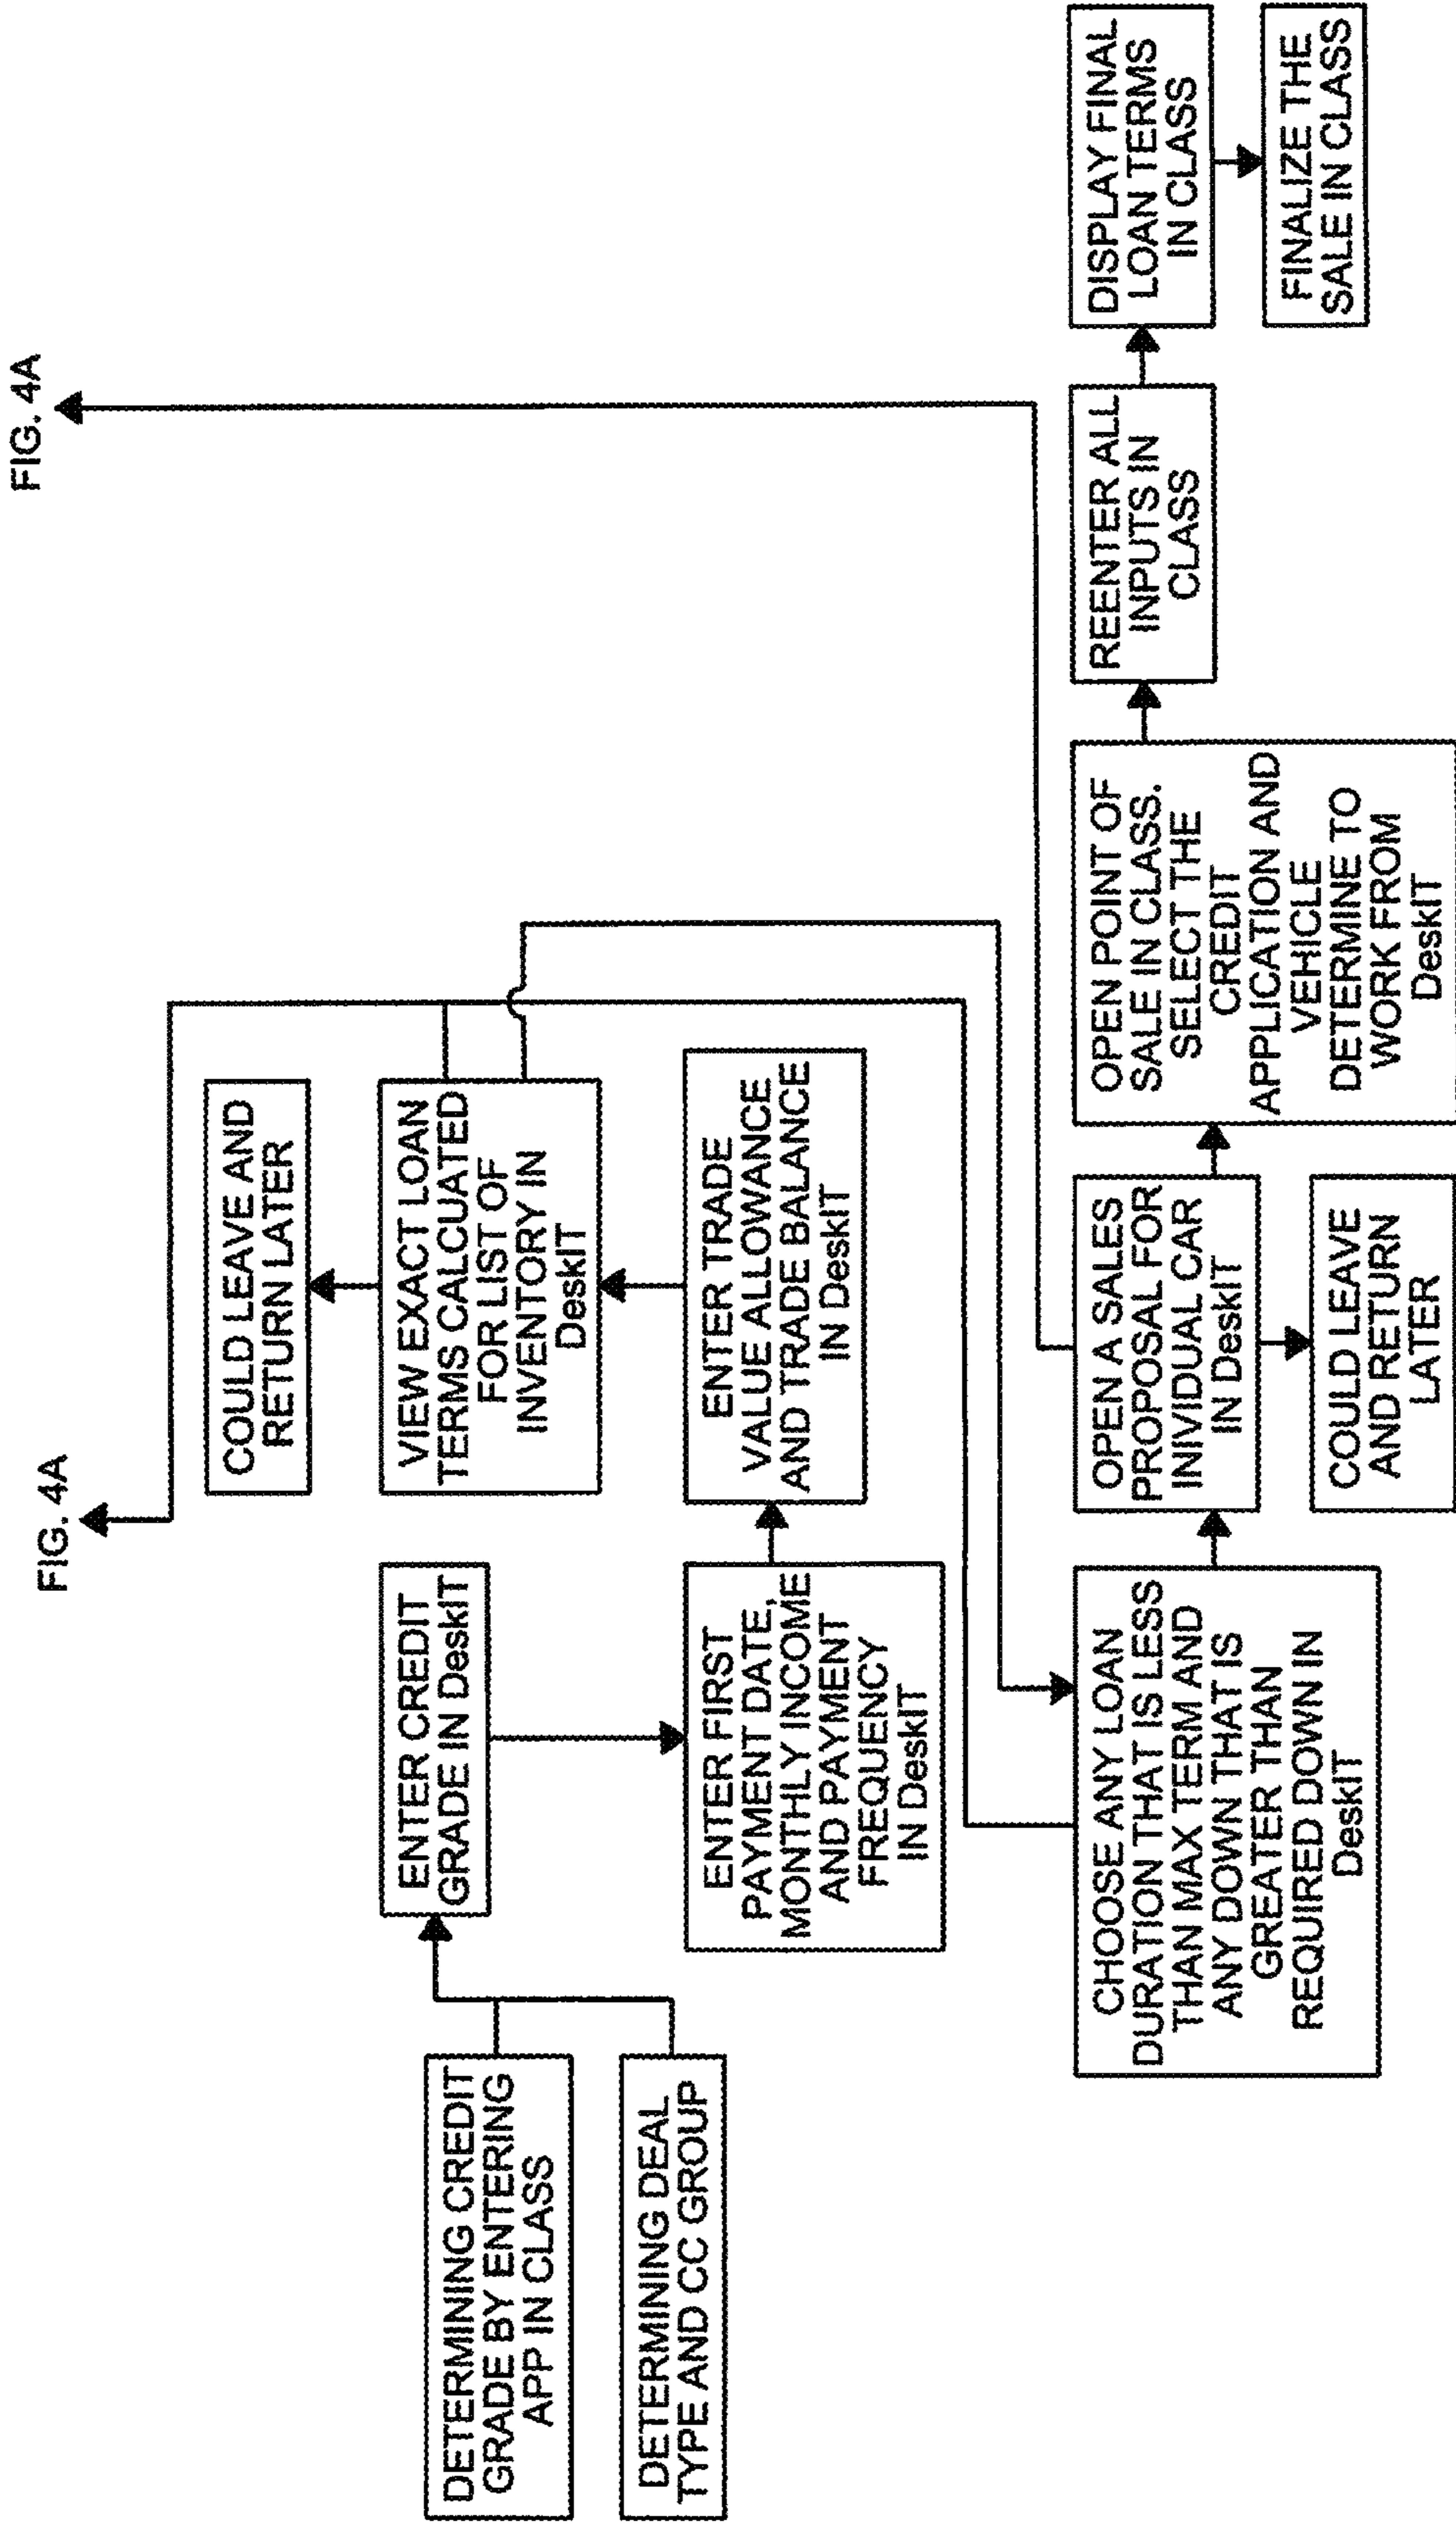 FIG. 4A
FIG. 4A
DETERMINING CREDIT
GRADE BY ENTERING
APP IN CLASS
DETERMINING DEAL
TYPE AND CC GROUP
ENTER CREDIT
GRADE IN DeskIT
ENTER FIRST
PAYMENT DATE,
MONTHLY INCOME
AND PAYMENT
FREQUENCY
IN DeskIT
ENTER TRADE
VALUE ALLOWANCE
AND TRADE BALANCE
IN DeskIT
VIEW EXACT LOAN
TERMS CALCUATED
FOR LIST OF
INVENTORY IN
DeskIT
COULD LEAVE AND
RETURN LATER
CHOOSE ANY LOAN
DURATION THAT IS LESS
THAN MAX TERM AND
ANY DOWN THAT IS
GREATER THAN
REQUIRED DOWN IN
DeskIT
OPEN A SALES
PROPOSAL FOR
INIVIDUAL CAR
IN DeskIT
COULD LEAVE
AND RETURN
LATER
OPEN POINT OF
SALE IN CLASS.
SELECT THE
CREDIT
APPLICATION AND
VEHICLE
DETERMINE TO
WORK FROM
DeskIT
REENTER ALL
INPUTS IN
CLASS
DISPLAY FINAL
LOAN TERMS
IN CLASS
FINALIZE THE
SALE IN CLASS